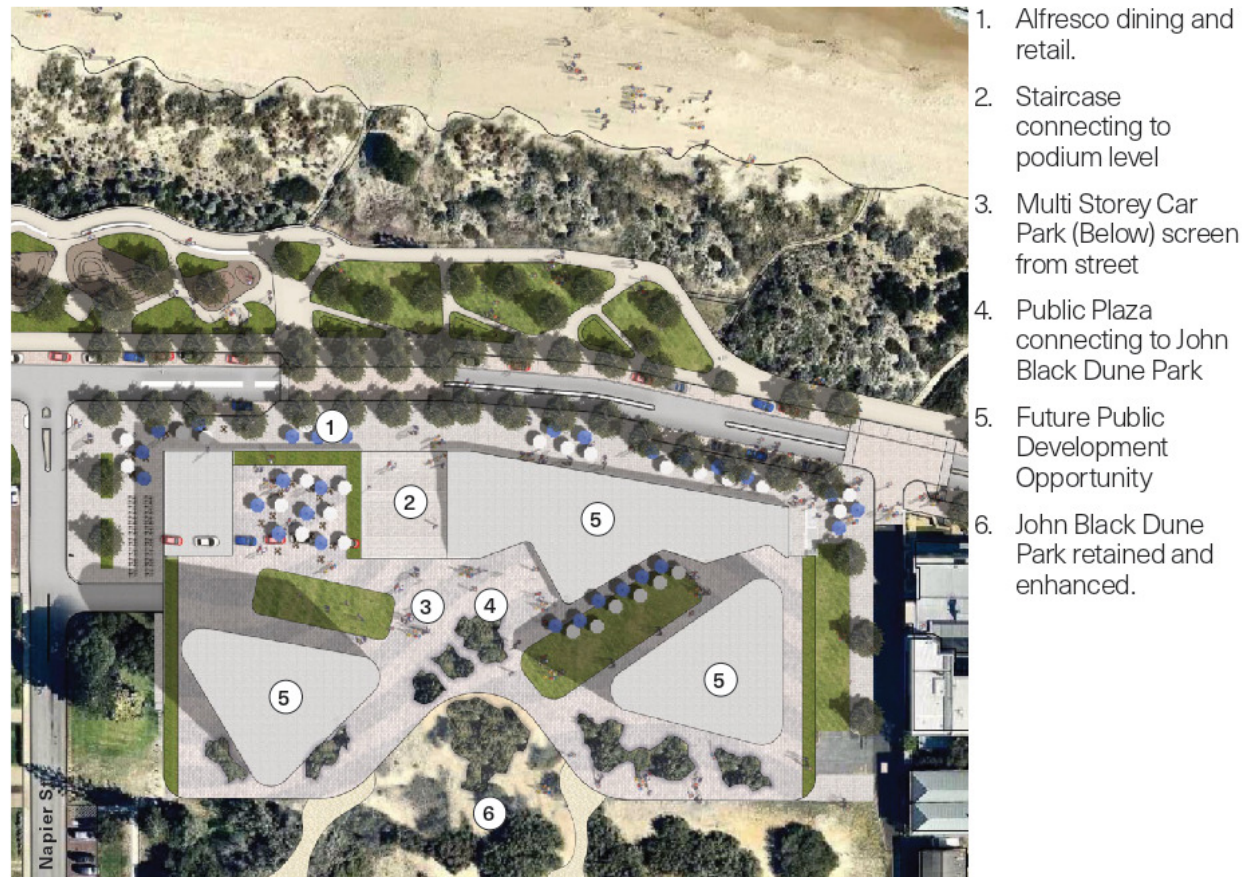 1. Alfresco dining and
retail.
2. Staircase
connecting to
podium level
3. Multi Storey Car
Park (Below) screen
from street
4. Public Plaza
connecting to John
Black Dune Park
5. Future Public
Development
Opportunity
6. John Black Dune
Park retained and
enhanced.
1
2
5
3
4
5
5
6
Napier St